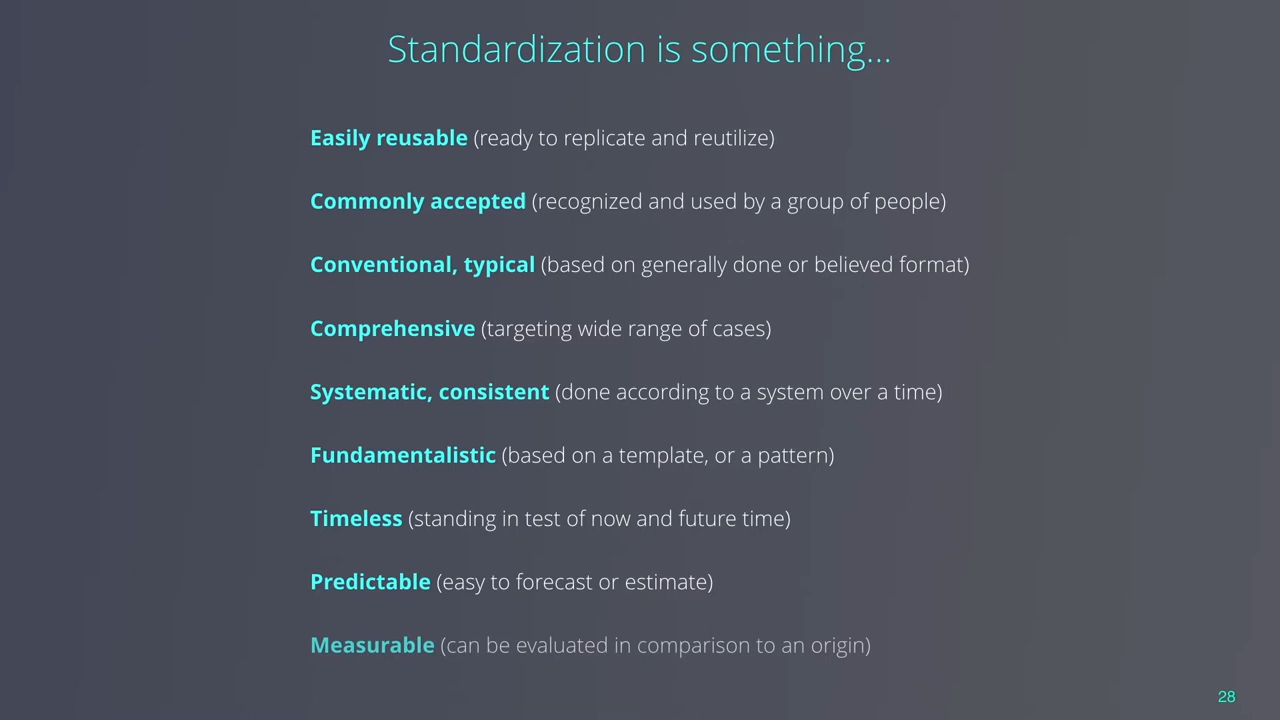 Standardization is something...
Easily reusable (ready to replicate and reutilize)
Commonly accepted (recognized and used by a group of people)
Conventional, typical (based on generally done or believed format)
Comprehensive (targeting wide range of cases)
Systematic, consistent (done according to a system over a time)
Fundamentalistic (based on a template, or a pattern)
Timeless (standing in test of now and future time)
Predictable (easy to forecast or estimate)
Measurable (can be evaluated in comparison to an origin)
28